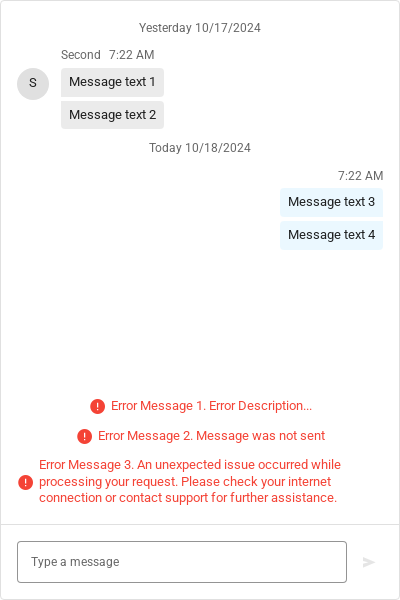 Yesterday 10/17/2024
Second 7:22 AM
S
Message text 1
Message text 2
Today 10/18/2024
7:22 AM
Message text 3
Message text 4
Error Message 1. Error Description...
Error Message 2. Message was not sent
Error Message 3. An unexpected issue occurred while
processing your request. Please check your internet
connection or contact support for further assistance.
Type a message